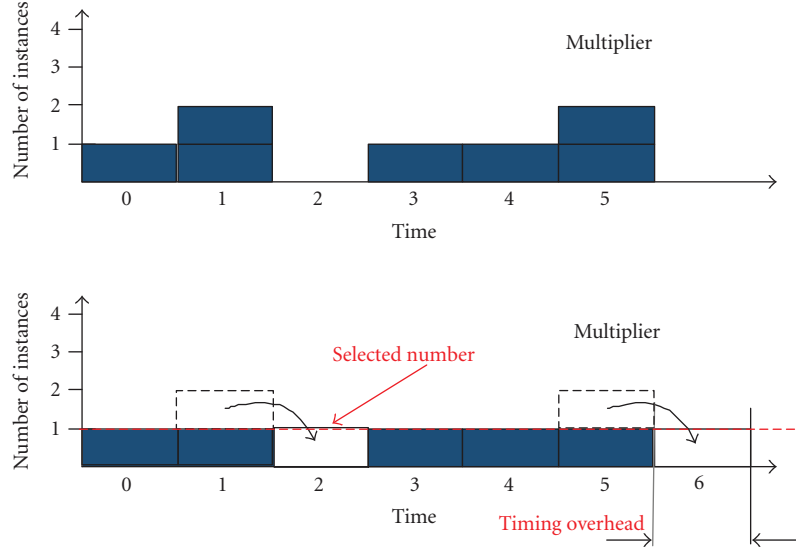 Number of instances
4
3
2
1
Multiplier
0 1 2 3 4 5
Time
Number of instances
4
3
2
1
Multiplier
Selected number
0 1 2 3 4 5 6
Time
Timing overhead